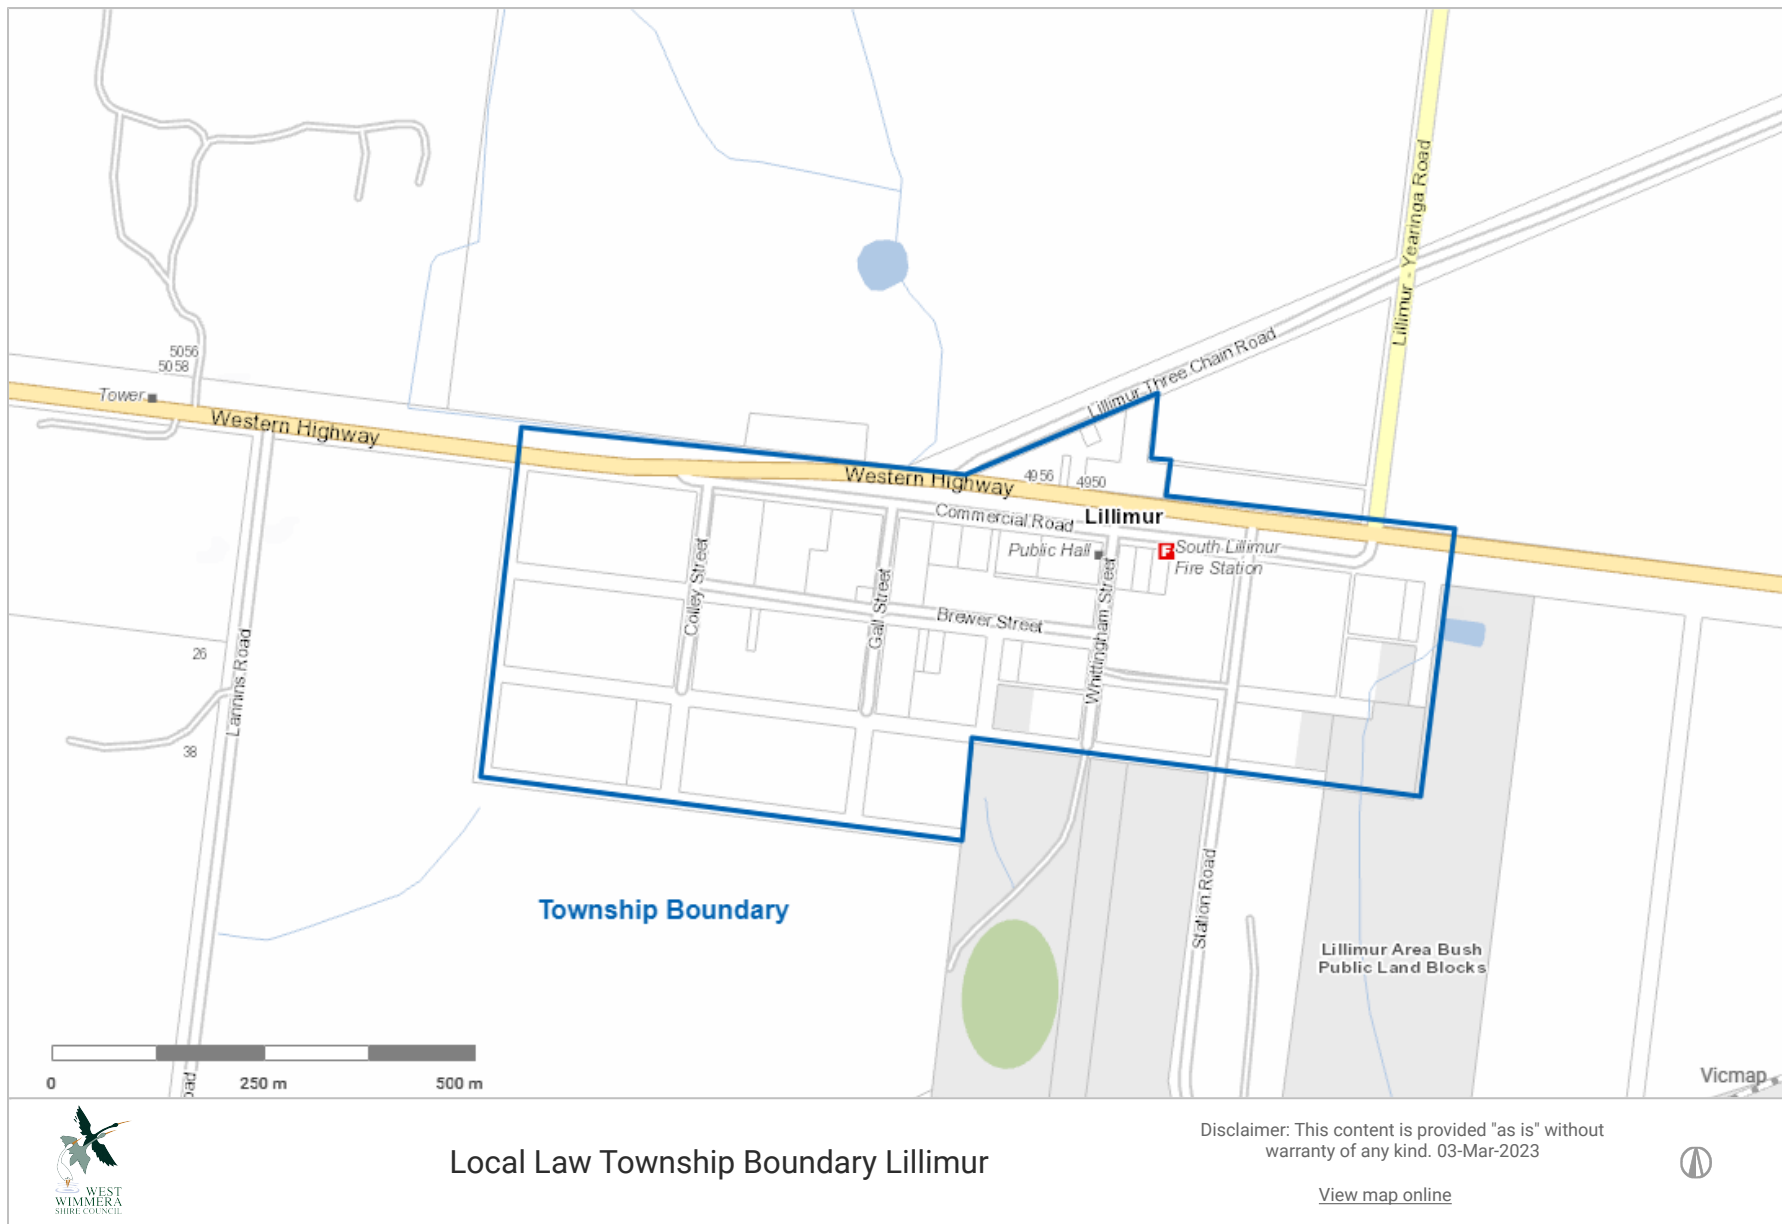 Lillimur - Yearinga Road
Lillimur Three Chain Road
5056
5058
Tower
Western Highway
Western Highway
4956
4950
Commercial Road
Lillimur
Public Hall
F
South Lillimur
Fire Station
Colley Street
Gall Street
Brewer Street
Whittingham Street
26
Lannins Road
38
Township Boundary
Station Road
Lillimur Area Bush
Public Land Blocks
oad
0
250 m
500 m
Vicmap
WEST
WIMMERA
SHIRE COUNCIL
Local Law Township Boundary Lillimur
Disclaimer: This content is provided "as is" without
warranty of any kind. 03-Mar-2023
View map online